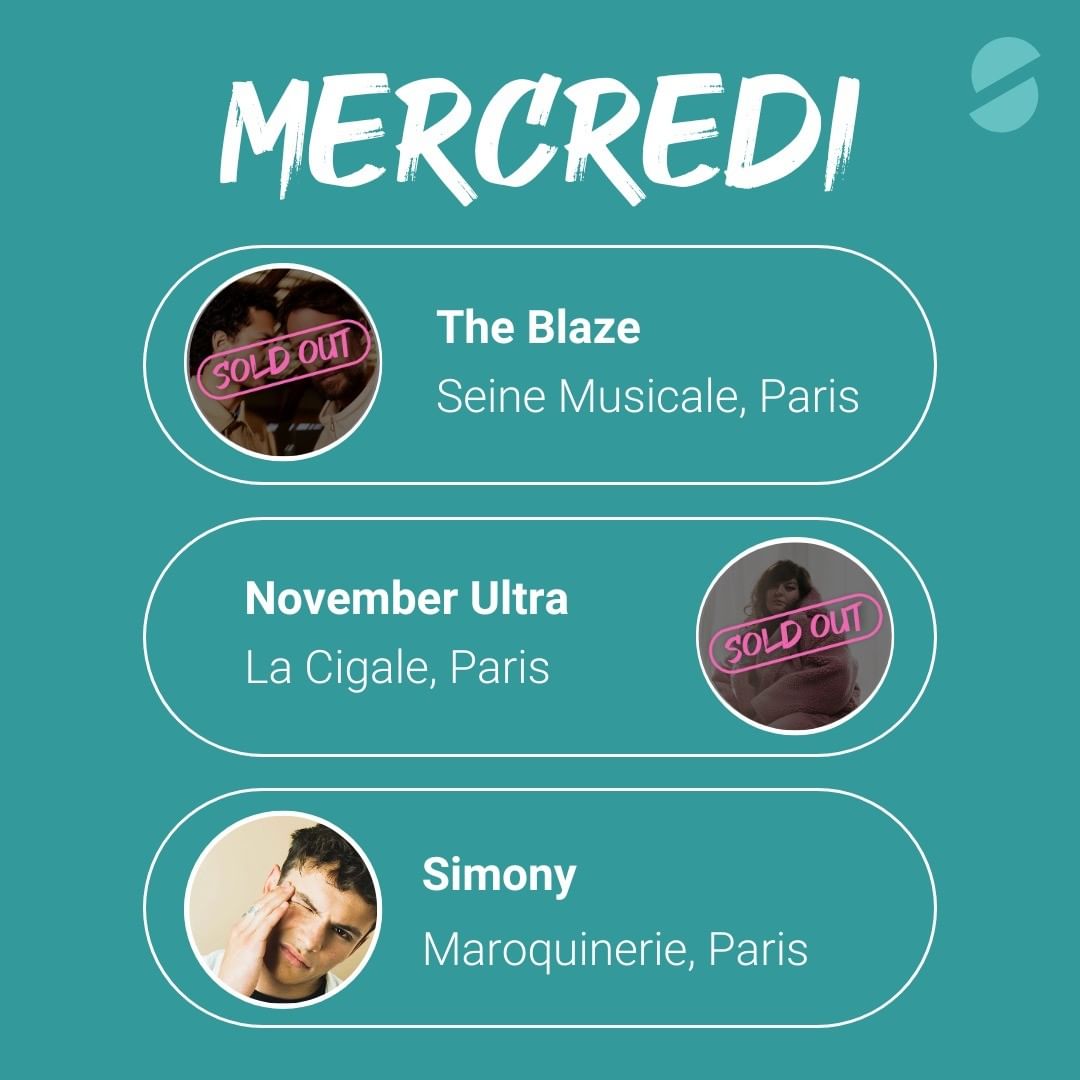 MERCREDI
SOLD OUT
The Blaze
Seine Musicale, Paris
November Ultra
La Cigale, Paris
SOLD OUT
Simony
Maroquinerie, Paris